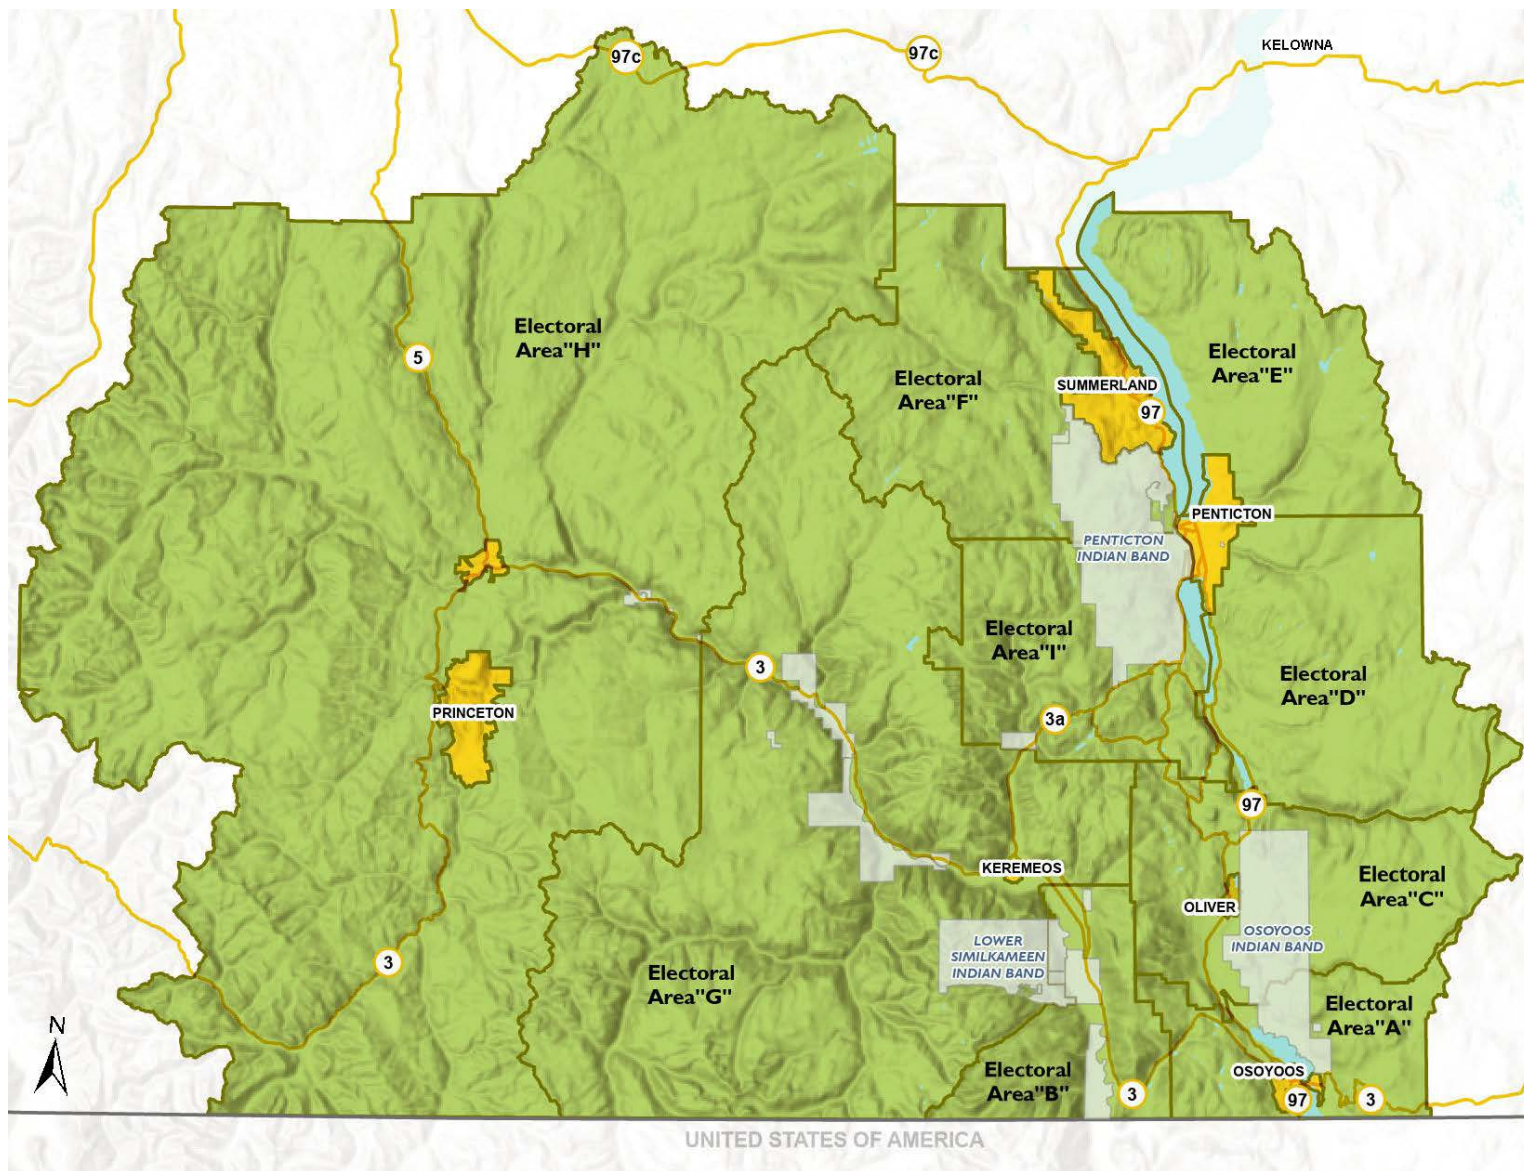 97c
97c
KELOWNA
Electoral
Area"H"
5
Electoral
Area"E"
Electoral
Area"F"
SUMMERLAND
97
PENTICTON
PENTICTON
INDIAN BAND
Electoral
Area"I"
3
Electoral
Area"D"
PRINCETON
3a
97
KEREMEOS
Electoral
Area"C"
OLIVER
OSOYOOS
INDIAN BAND
LOWER
SIMILKAMEEN
INDIAN BAND
3
Electoral
Area"G"
Electoral
Area"A"
N
Electoral
Area"B"
OSOYOOS
3
97
3
UNITED STATES OF AMERICA